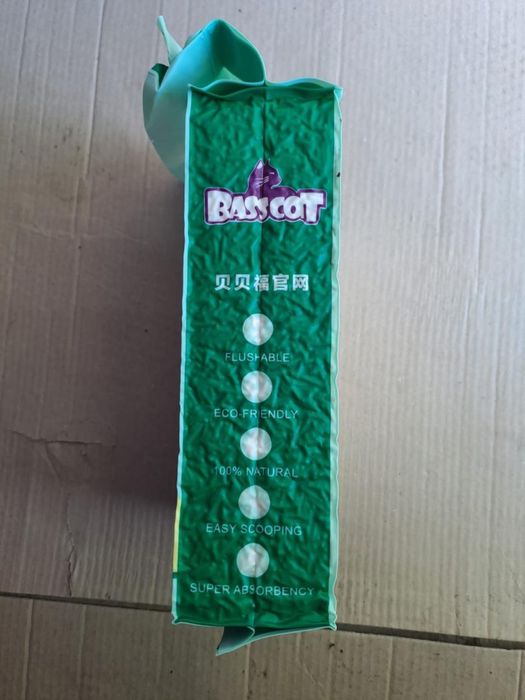 BASSCOT
贝贝福官网
FLUSHABLE
ECO-FRIENDLY
100% NATURAL
EASY SCOOPING
SUPER ABSORBENCY